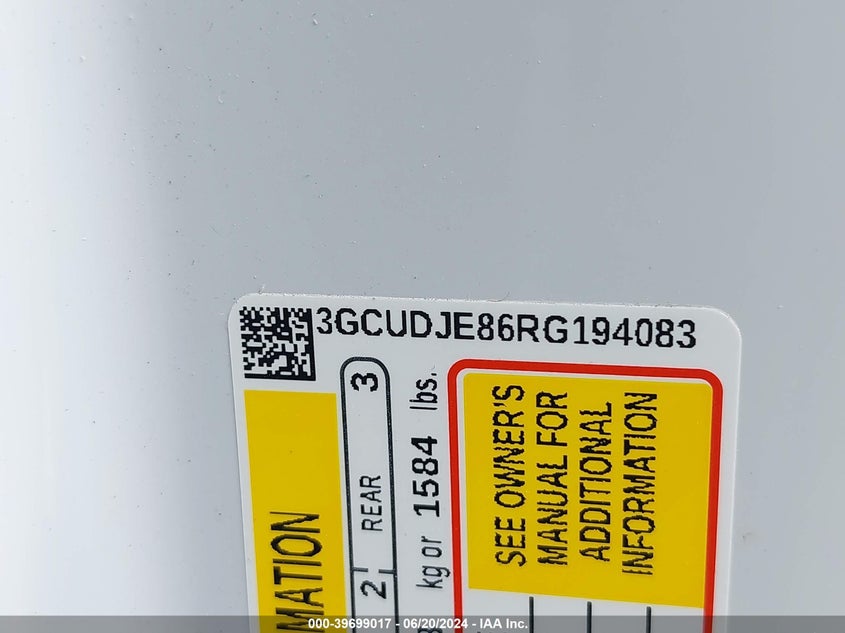 3GCUDJE86RG194083
MATION
2 REAR 3
kg or 1584 lbs.
SEE OWNER'S
MANUAL FOR
ADDITIONAL
INFORMATION
000-39699017 - 06/20/2024 - IAA Inc.